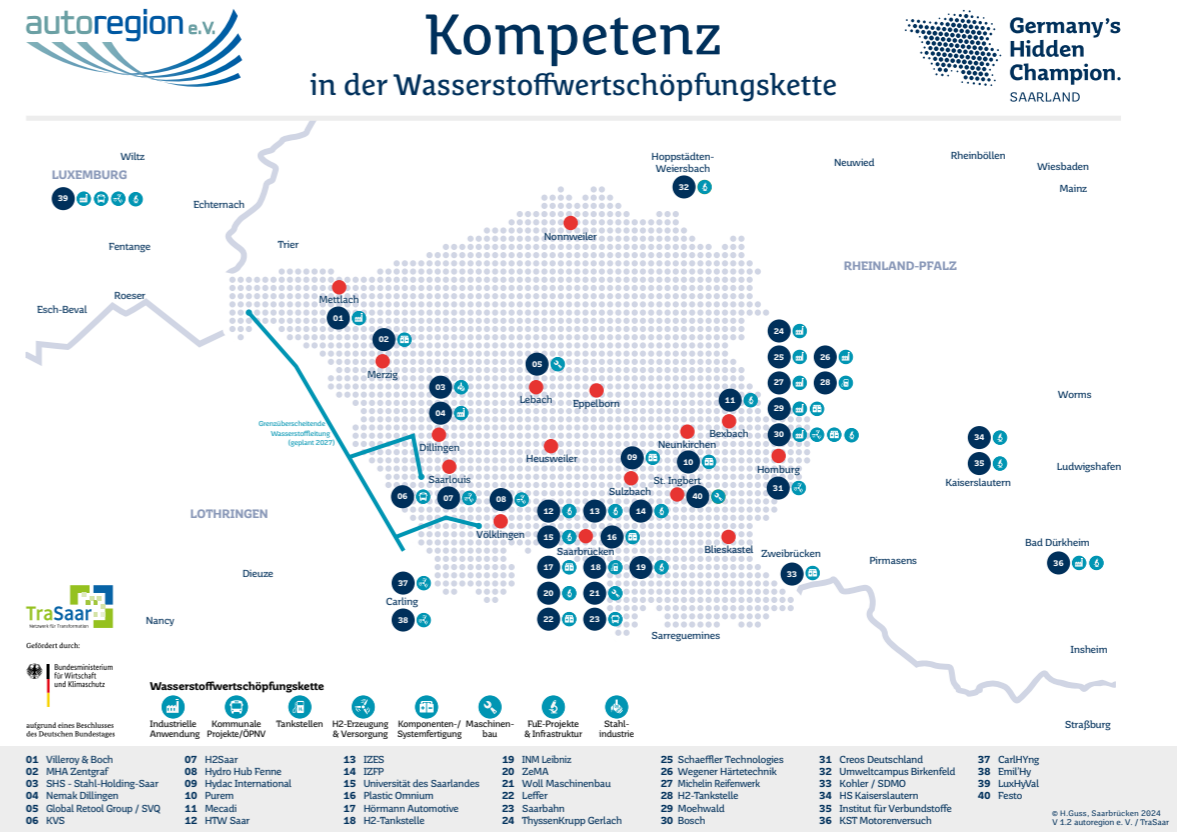 autoregion e.V.
Kompetenz
in der Wasserstoffwertschöpfungskette
Germany's
Hidden
Champion.
SAARLAND
Wiltz
LUXEMBURG
39
Echternach
Fentange
Trier
Roeser
Esch-Beval
Hoppstädten-
Weiersbach
32
Neuwied
Rheinböllen
Wiesbaden
Mainz
RHEINLAND-PFALZ
Nonnweiler
Mettlach
01
02
Merzig
03
04
Dillingen
Saarlouis
05
Lebach
Eppelborn
Heusweiler
11
Bexbach
Neunkirchen
09
10
Sulzbach
St. Ingbert
40
24
25
26
27
28
29
30
Homburg
31
Worms
34
35
Kaiserslautern
Ludwigshafen
Grenzüberscheitende
Wasserstoffleitung
(geplant 2027)
06
07
08
Völklingen
12
13
14
15
16
Saarbrücken
17
18
19
20
21
22
23
Blieskastel
Zweibrücken
33
Pirmasens
Bad Dürkheim
36
LOTHRINGEN
Dieuze
Nancy
37
Carling
38
Sarreguemines
Insheim
Straßburg
TraSaar
Netzwerk für Transformation
Gefördert durch:
Bundesministerium
für Wirtschaft
und Klimaschutz
aufgrund eines Beschlusses
des Deutschen Bundestages
Wasserstoffwertschöpfungskette
Industrielle
Anwendung
Kommunale
Projekte/ÖPNV
Tankstellen
H2-Erzeugung
& Versorgung
Komponenten-/
Systemfertigung
Maschinen-
bau
FuE-Projekte
& Infrastruktur
Stahl-
industrie
01 Villeroy & Boch
02 MHA Zentgraf
03 SHS - Stahl-Holding-Saar
04 Nemak Dillingen
05 Global Retool Group / SVQ
06 KVS
07 H2Saar
08 Hydro Hub Fenne
09 Hydac International
10 Purem
11 Mecadi
12 HTW Saar
13 IZES
14 IZFP
15 Universität des Saarlandes
16 Plastic Omnium
17 Hörmann Automotive
18 H2-Tankstelle
19 INM Leibniz
20 ZeMA
21 Woll Maschinenbau
22 Leffer
23 Saarbahn
24 ThyssenKrupp Gerlach
25 Schaeffler Technologies
26 Wegener Härtetechnik
27 Michelin Reifenwerk
28 H2-Tankstelle
29 Moehwald
30 Bosch
31 Creos Deutschland
32 Umweltcampus Birkenfeld
33 Kohler / SDMO
34 HS Kaiserslautern
35 Institut für Verbundstoffe
36 KST Motorenversuch
37 CarlHYng
38 Emil'Hy
39 LuxHyVal
40 Festo
© H.Guss, Saarbrücken 2024
V 1.2 autoregion e. V. / TraSaar